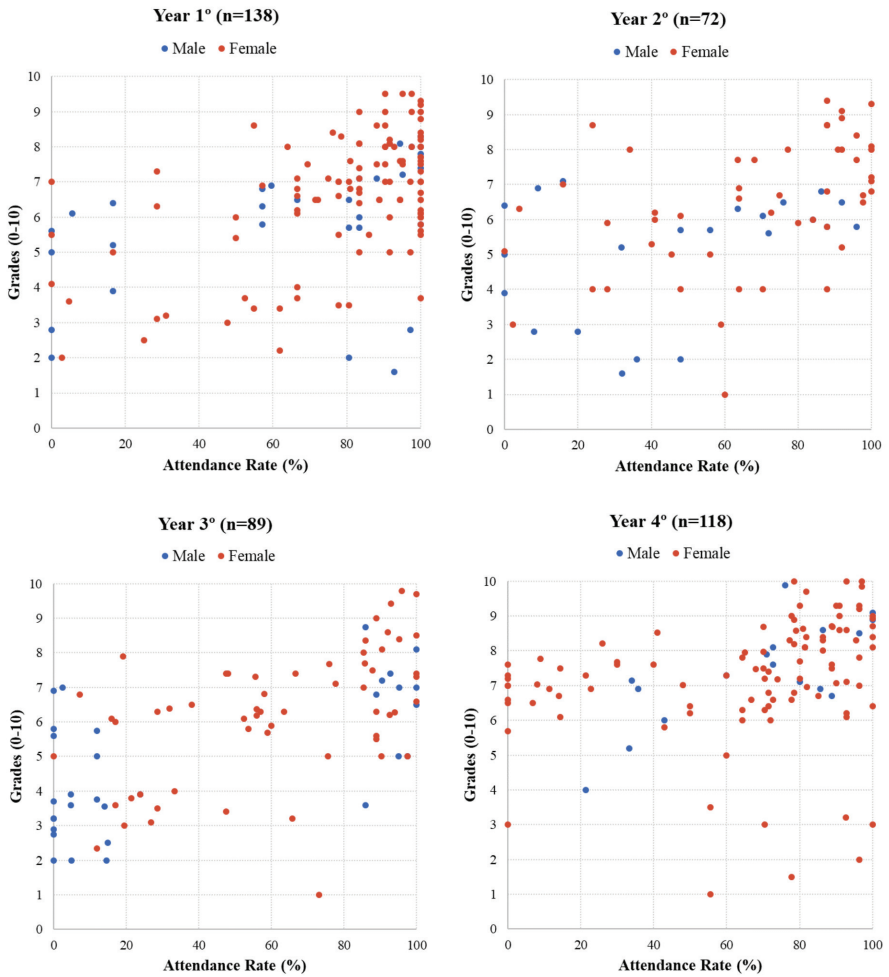 Year 1º (n=138)
Male Female
Grades (0-10)
10
9
8
7
6
5
4
3
2
1
0
0 20 40 60 80 100
Attendance Rate (%)
Year 2º (n=72)
Male Female
Grades (0-10)
10
9
8
7
6
5
4
3
2
1
0
0 20 40 60 80 100
Attendance Rate (%)
Year 3º (n=89)
Male Female
Grades (0-10)
10
9
8
7
6
5
4
3
2
1
0
0 20 40 60 80 100
Attendance Rate (%)
Year 4º (n=118)
Male Female
Grades (0-10)
10
9
8
7
6
5
4
3
2
1
0
0 20 40 60 80 100
Attendance Rate (%)